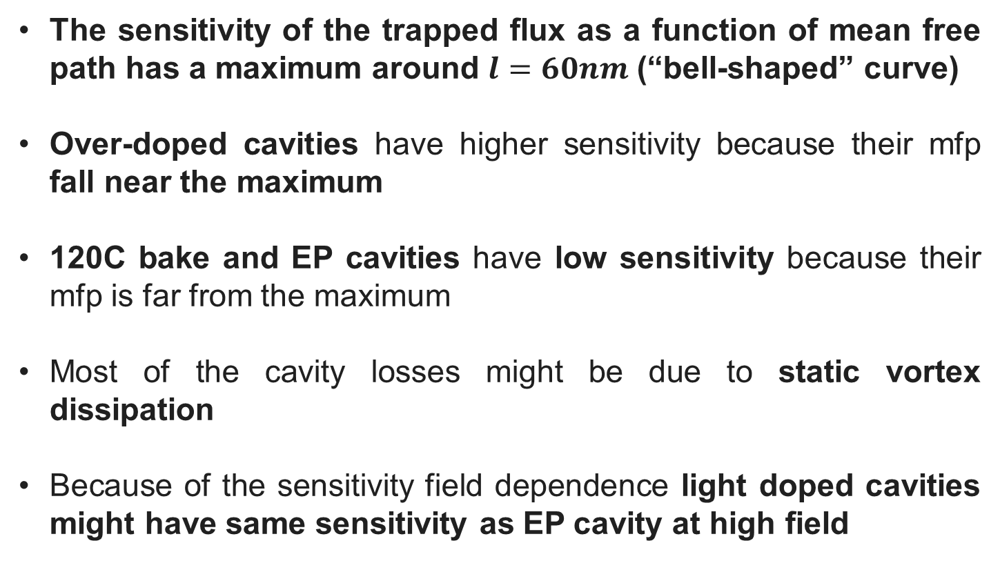 • The sensitivity of the trapped flux as a function of mean free
path has a maximum around l = 60nm (“bell-shaped” curve)
• Over-doped cavities have higher sensitivity because their mfp
fall near the maximum
• 120C bake and EP cavities have low sensitivity because their
mfp is far from the maximum
• Most of the cavity losses might be due to static vortex
dissipation
• Because of the sensitivity field dependence light doped cavities
might have same sensitivity as EP cavity at high field